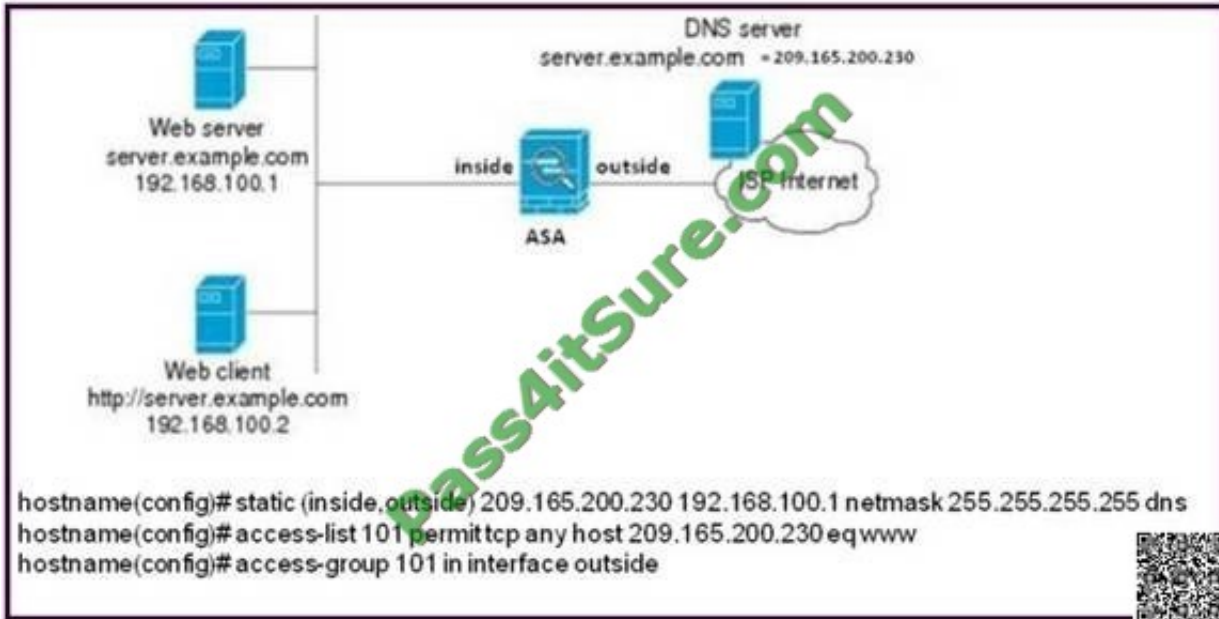 DNS server
server.example.com = 209.165.200.230
Web server
server.example.com
192.168.100.1
inside
outside
ISP Internet
ASA
Web client
http://server.example.com
192.168.100.2
pass4itSure.com
hostname(config)# static (inside,outside) 209.165.200.230 192.168.100.1 netmask 255.255.255.255 dns
hostname(config)# access-list 101 permit tcp any host 209.165.200.230 eq www
hostname(config)# access-group 101 in interface outside